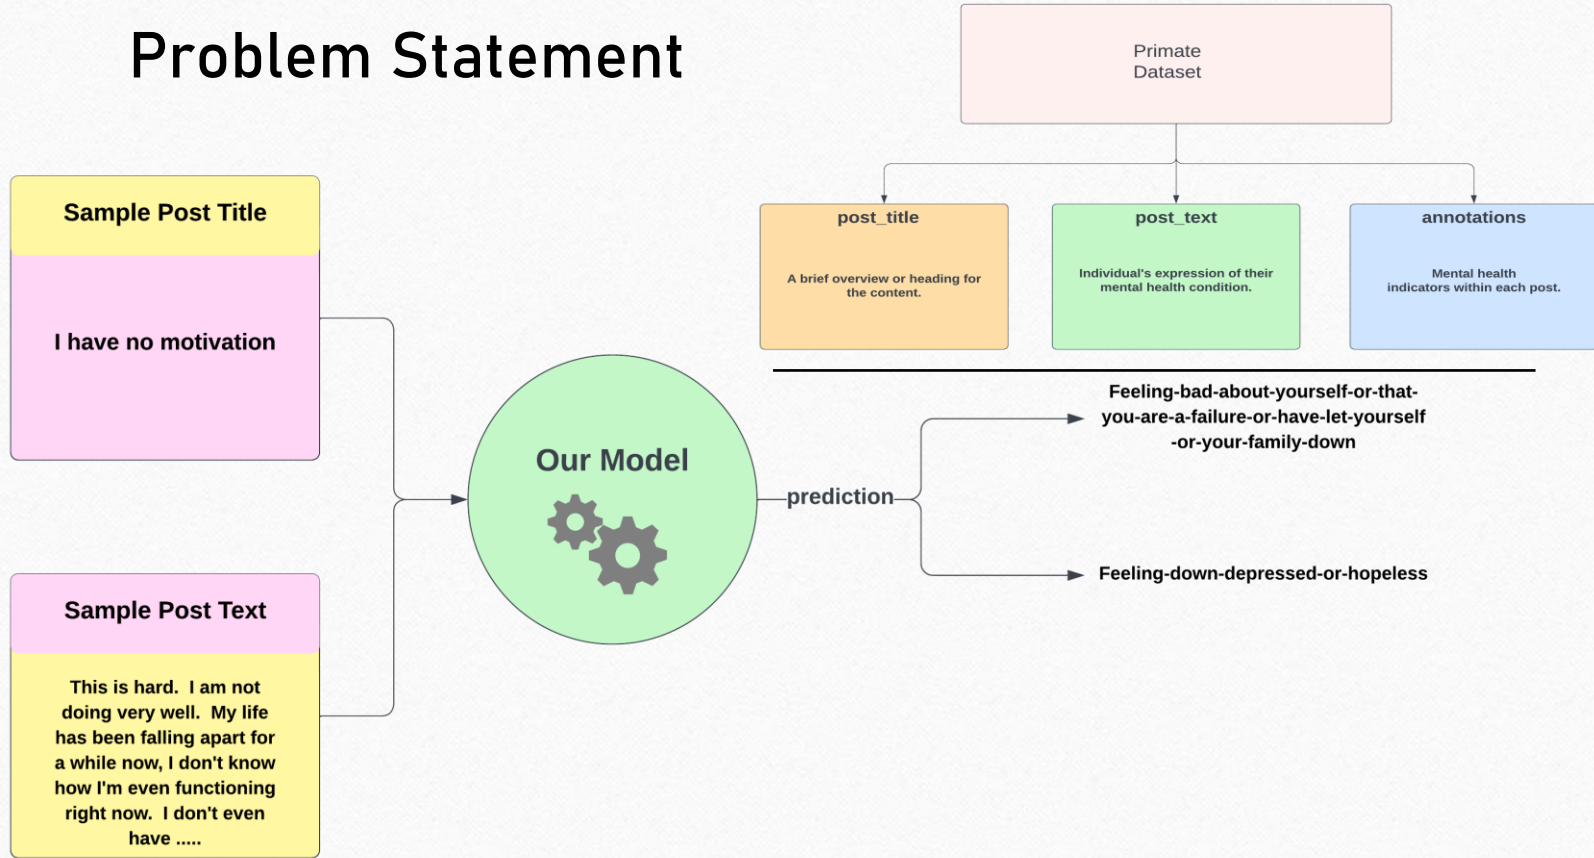 Problem Statement
Primate
Dataset
post_title
A brief overview or heading for
the content.
post_text
Individual's expression of their
mental health condition.
annotations
Mental health
indicators within each post.
Sample Post Title
I have no motivation
Sample Post Text
This is hard.  I am not
doing very well.  My life
has been falling apart for
a while now, I don't know
how I'm even functioning
right now.  I don't even
have .....
Our Model
prediction
Feeling-bad-about-yourself-or-that-
you-are-a-failure-or-have-let-yourself
-or-your-family-down
Feeling-down-depressed-or-hopeless